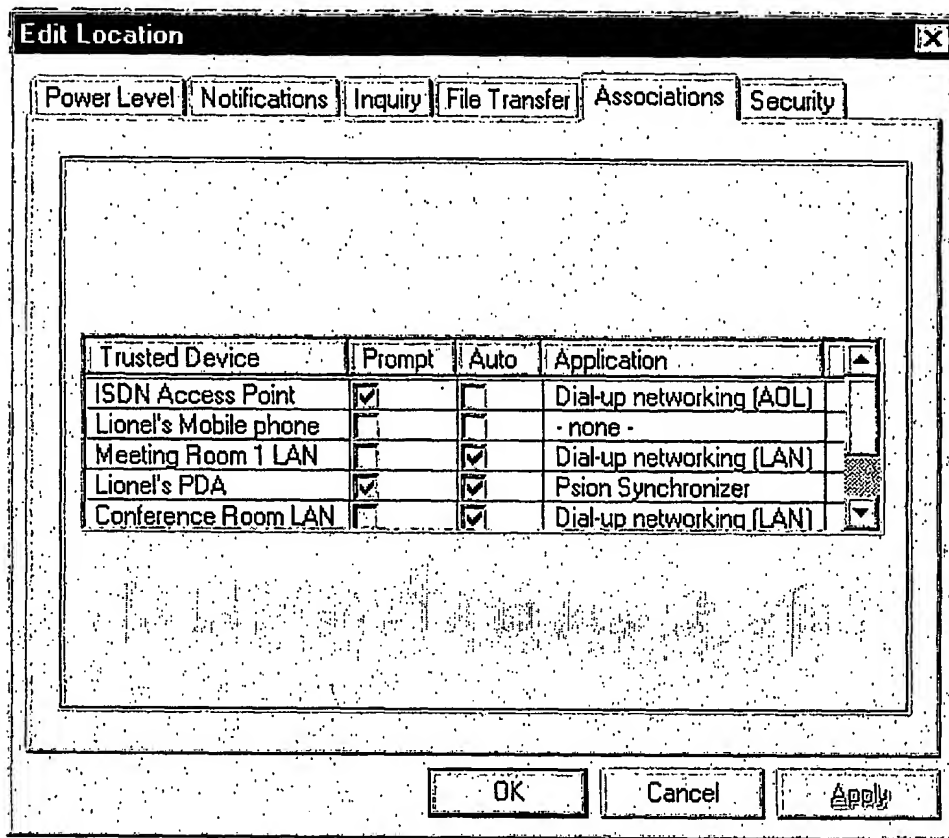 Edit Location
Power Level Notifications Inquiry File Transfer Associations Security
Trusted Device Prompt Auto Application
ISDN Access Point Dial-up networking (AOL)
Lionel's Mobile phone - none -
Meeting Room 1 LAN Dial-up networking (LAN)
Lionel's PDA Psion Synchronizer
Conference Room LAN Dial-up networking (LAN)
OK Cancel Apply